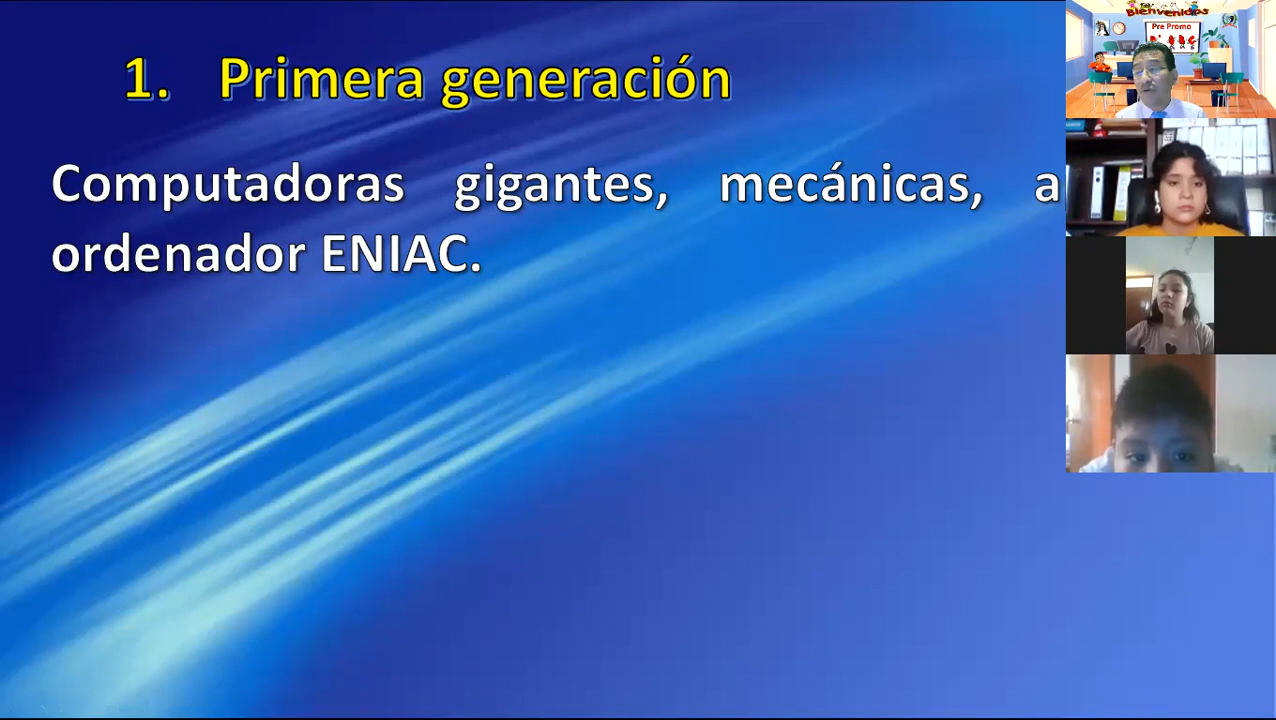 1. Primera generación
Computadoras gigantes, mecánicas, a
ordenador ENIAC.
Bienvenidos
Pre Promo